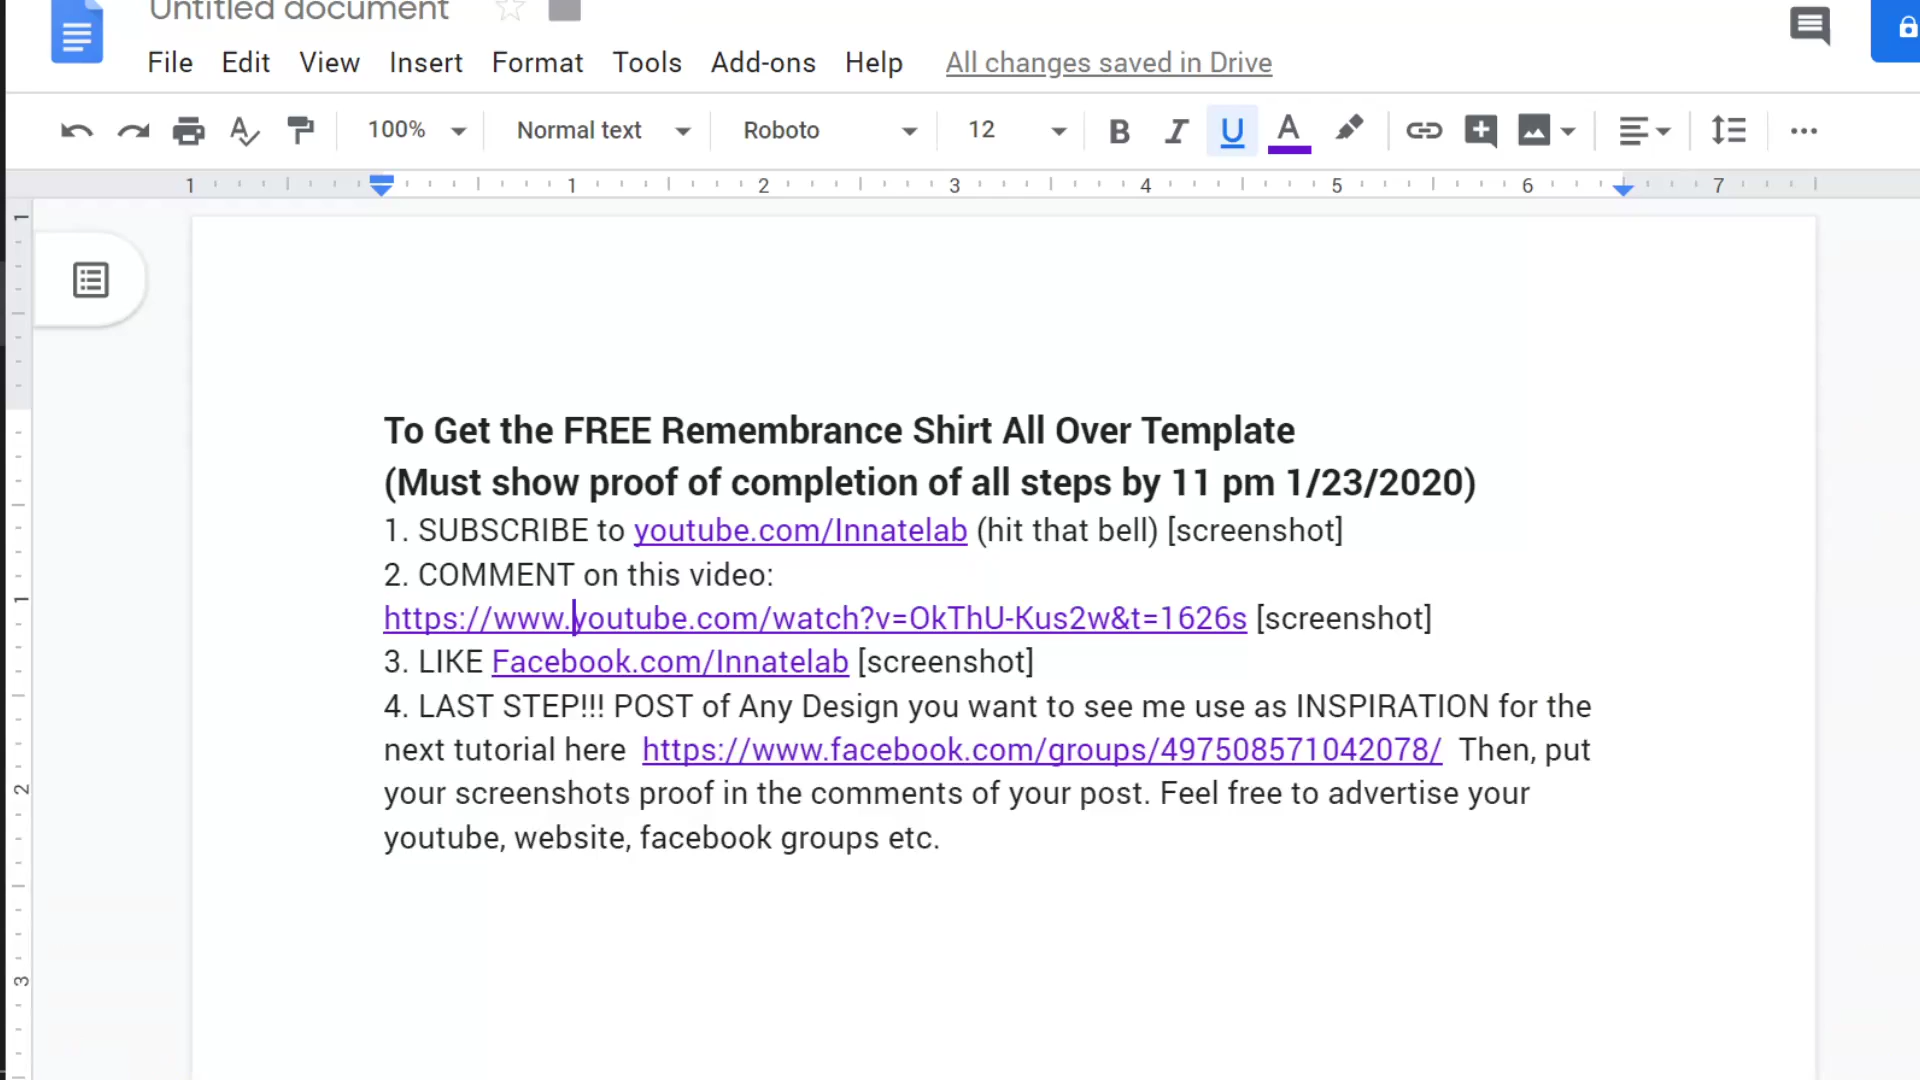 Untitled document
File Edit View Insert Format Tools Add-ons Help All changes saved in Drive
100% Normal text Roboto 12 B I U A
1 1 2 3 4 5 6 7
To Get the FREE Remembrance Shirt All Over Template
(Must show proof of completion of all steps by 11 pm 1/23/2020)
1. SUBSCRIBE to youtube.com/Innatelab (hit that bell) [screenshot]
2. COMMENT on this video:
https://www.youtube.com/watch?v=OkThU-Kus2w&t=1626s [screenshot]
3. LIKE Facebook.com/Innatelab [screenshot]
4. LAST STEP!!! POST of Any Design you want to see me use as INSPIRATION for the
next tutorial here https://www.facebook.com/groups/497508571042078/ Then, put
your screenshots proof in the comments of your post. Feel free to advertise your
youtube, website, facebook groups etc.
1
1
2
3